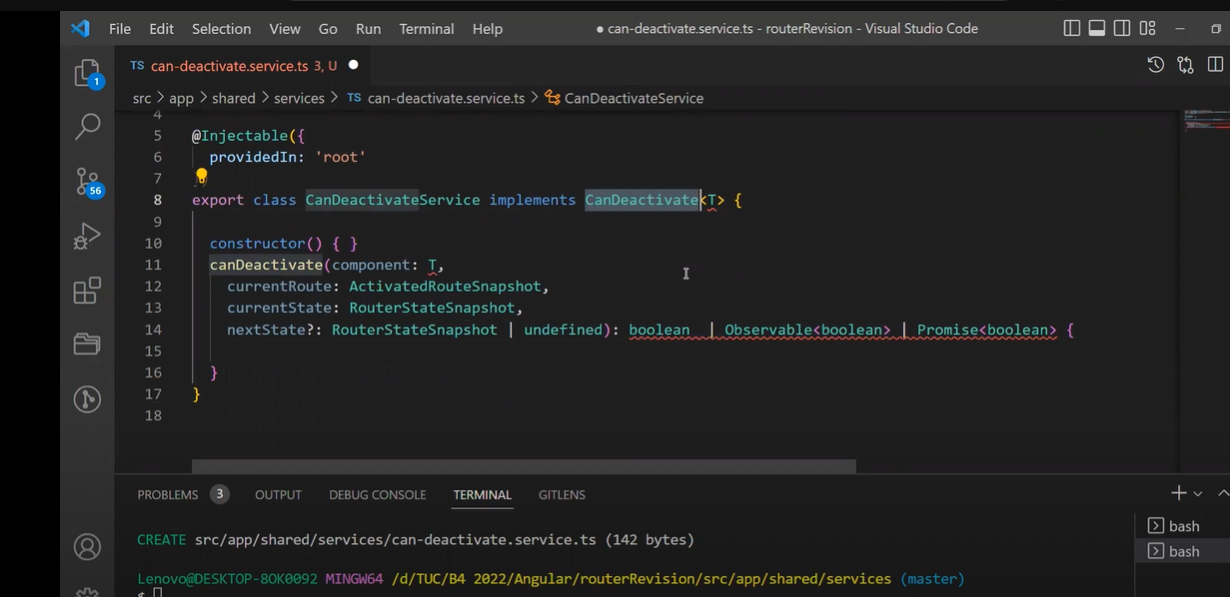 File Edit Selection View Go Run Terminal Help ● can-deactivate.service.ts - routerRevision - Visual Studio Code
TS can-deactivate.service.ts 3, U ●
src > app > shared > services > TS can-deactivate.service.ts > CanDeactivateService
1
56
4
5 @Injectable({
6 providedIn: 'root'
7
8 export class CanDeactivateService implements CanDeactivate<T> {
9
10 constructor() { }
11 canDeactivate(component: T,
12 currentRoute: ActivatedRouteSnapshot,
13 currentState: RouterStateSnapshot,
14 nextState?: RouterStateSnapshot | undefined): boolean | Observable<boolean> | Promise<boolean> {
15
16 }
17 }
18
PROBLEMS 3 OUTPUT DEBUG CONSOLE TERMINAL GITLENS
CREATE src/app/shared/services/can-deactivate.service.ts (142 bytes)
Lenovo@DESKTOP-8OK0092 MINGW64 /d/TUC/B4 2022/Angular/routerRevision/src/app/shared/services (master)
$
bash
bash